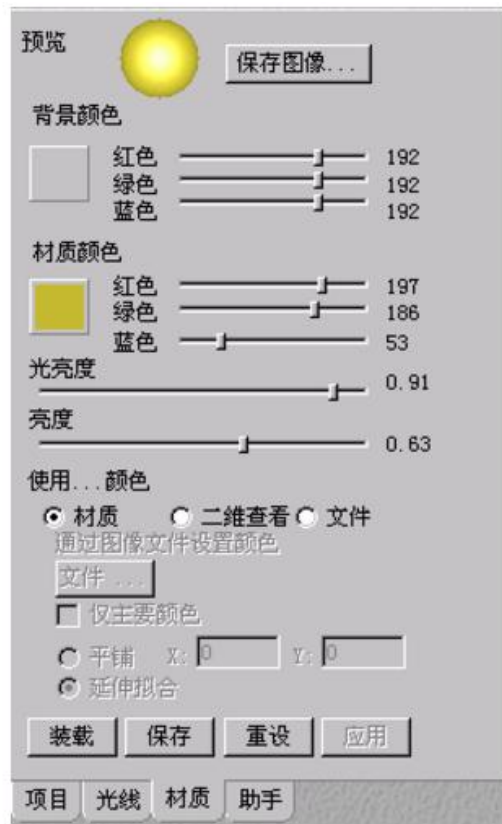 预览
保存图像...
背景颜色
红色 192
绿色 192
蓝色 192
材质颜色
红色 197
绿色 186
蓝色 53
光亮度 0.91
亮度 0.63
使用...颜色
材质 二维查看 文件
通过图像文件设置颜色
文件 ...
仅主要颜色
平铺 X: 0 Y: 0
延伸拟合
装载 保存 重设 应用
项目 光线 材质 助手